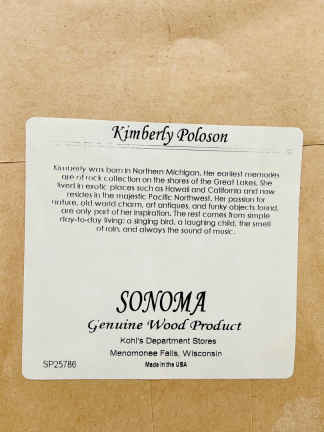 Kimberly Poloson
Kimberly was born in Northern Michigan. Her earliest memories
are of rock collection on the shores of the Great Lakes. She
lived in exotic places such as Hawaii and California and now
resides in the majestic Pacific Northwest. Her passion for
nature, old world charm, art antiques, and funky objects found,
are only part of her inspiration. The rest comes from simple
day-to-day living: a singing bird, a laughing child, the smell
of rain, and always the sound of music.
SONOMA
Genuine Wood Product
Kohl's Department Stores
Menomonee Falls, Wisconsin
SP25786
Made in the USA